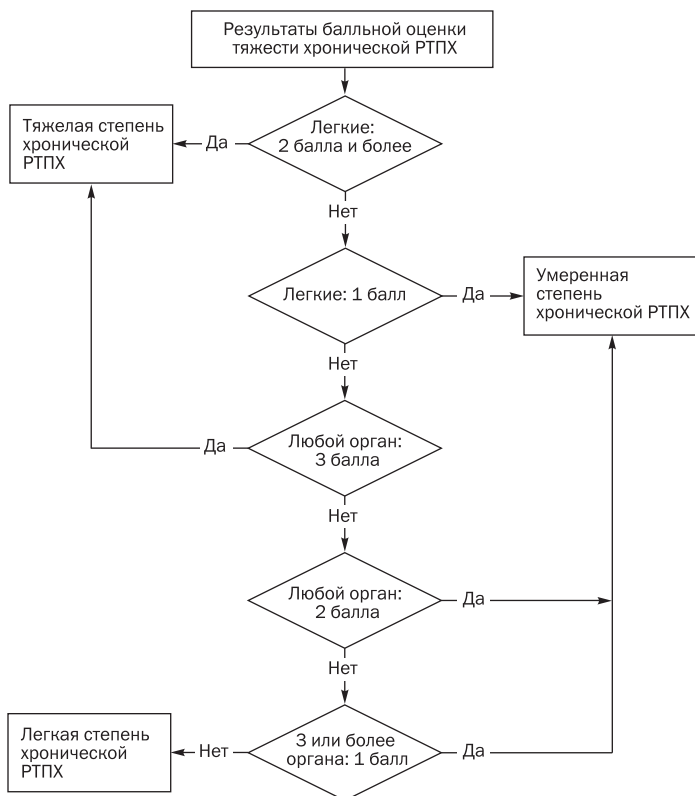 Результаты балльной оценки
тяжести хронической РТПХ
Тяжелая степень
хронической
РТПХ
Да
Легкие:
2 балла и более
Нет
Легкие: 1 балл
Да
Умеренная
степень
хронической РТПХ
Нет
Да
Любой орган:
3 балла
Нет
Любой орган:
2 балла
Да
Нет
Легкая степень
хронической
РТПХ
Нет
3 или более
органа: 1 балл
Да